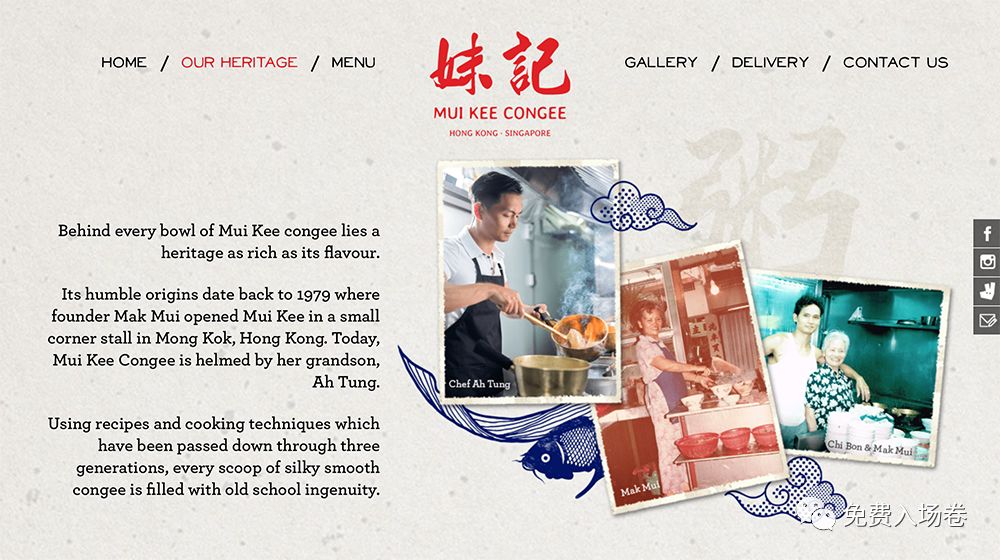 HOME / OUR HERITAGE / MENU
妹記
MUI KEE CONGEE
HONG KONG · SINGAPORE
GALLERY / DELIVERY / CONTACT US
粥
Behind every bowl of Mui Kee congee lies a
heritage as rich as its flavour.
Its humble origins date back to 1979 where
founder Mak Mui opened Mui Kee in a small
corner stall in Mong Kok, Hong Kong. Today,
Mui Kee Congee is helmed by her grandson,
Ah Tung.
Using recipes and cooking techniques which
have been passed down through three
generations, every scoop of silky smooth
congee is filled with old school ingenuity.
Chef Ah Tung
Mak Mui
Chi Bon & Mak Mui
免费入场卷